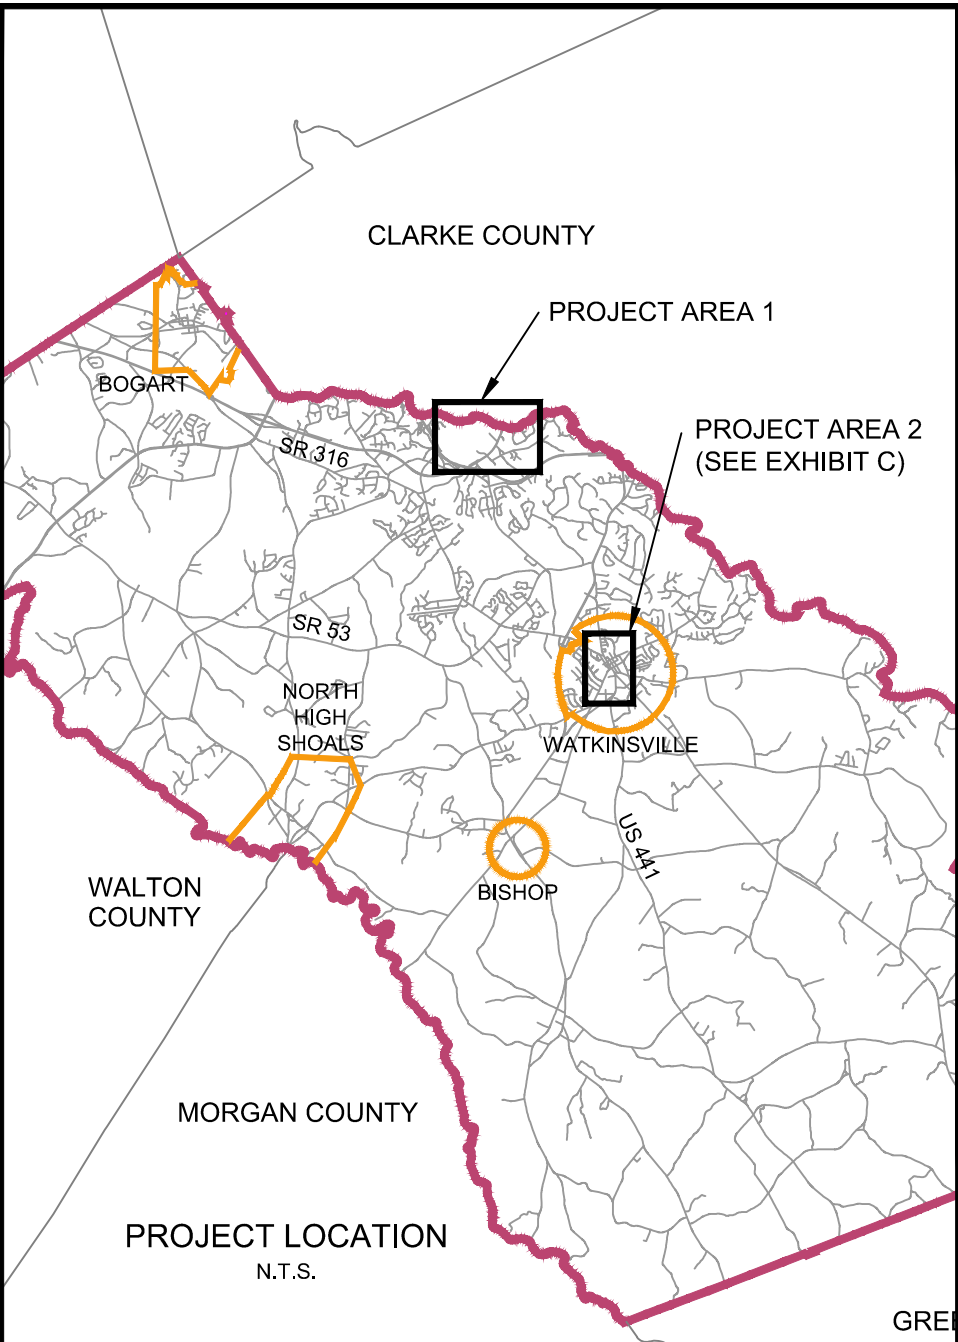 CLARKE COUNTY
PROJECT AREA 1
BOGART
PROJECT AREA 2
(SEE EXHIBIT C)
SR 316
SR 53
NORTH
HIGH
SHOALS
WATKINSVILLE
US 441
BISHOP
WALTON
COUNTY
MORGAN COUNTY
PROJECT LOCATION
N.T.S.